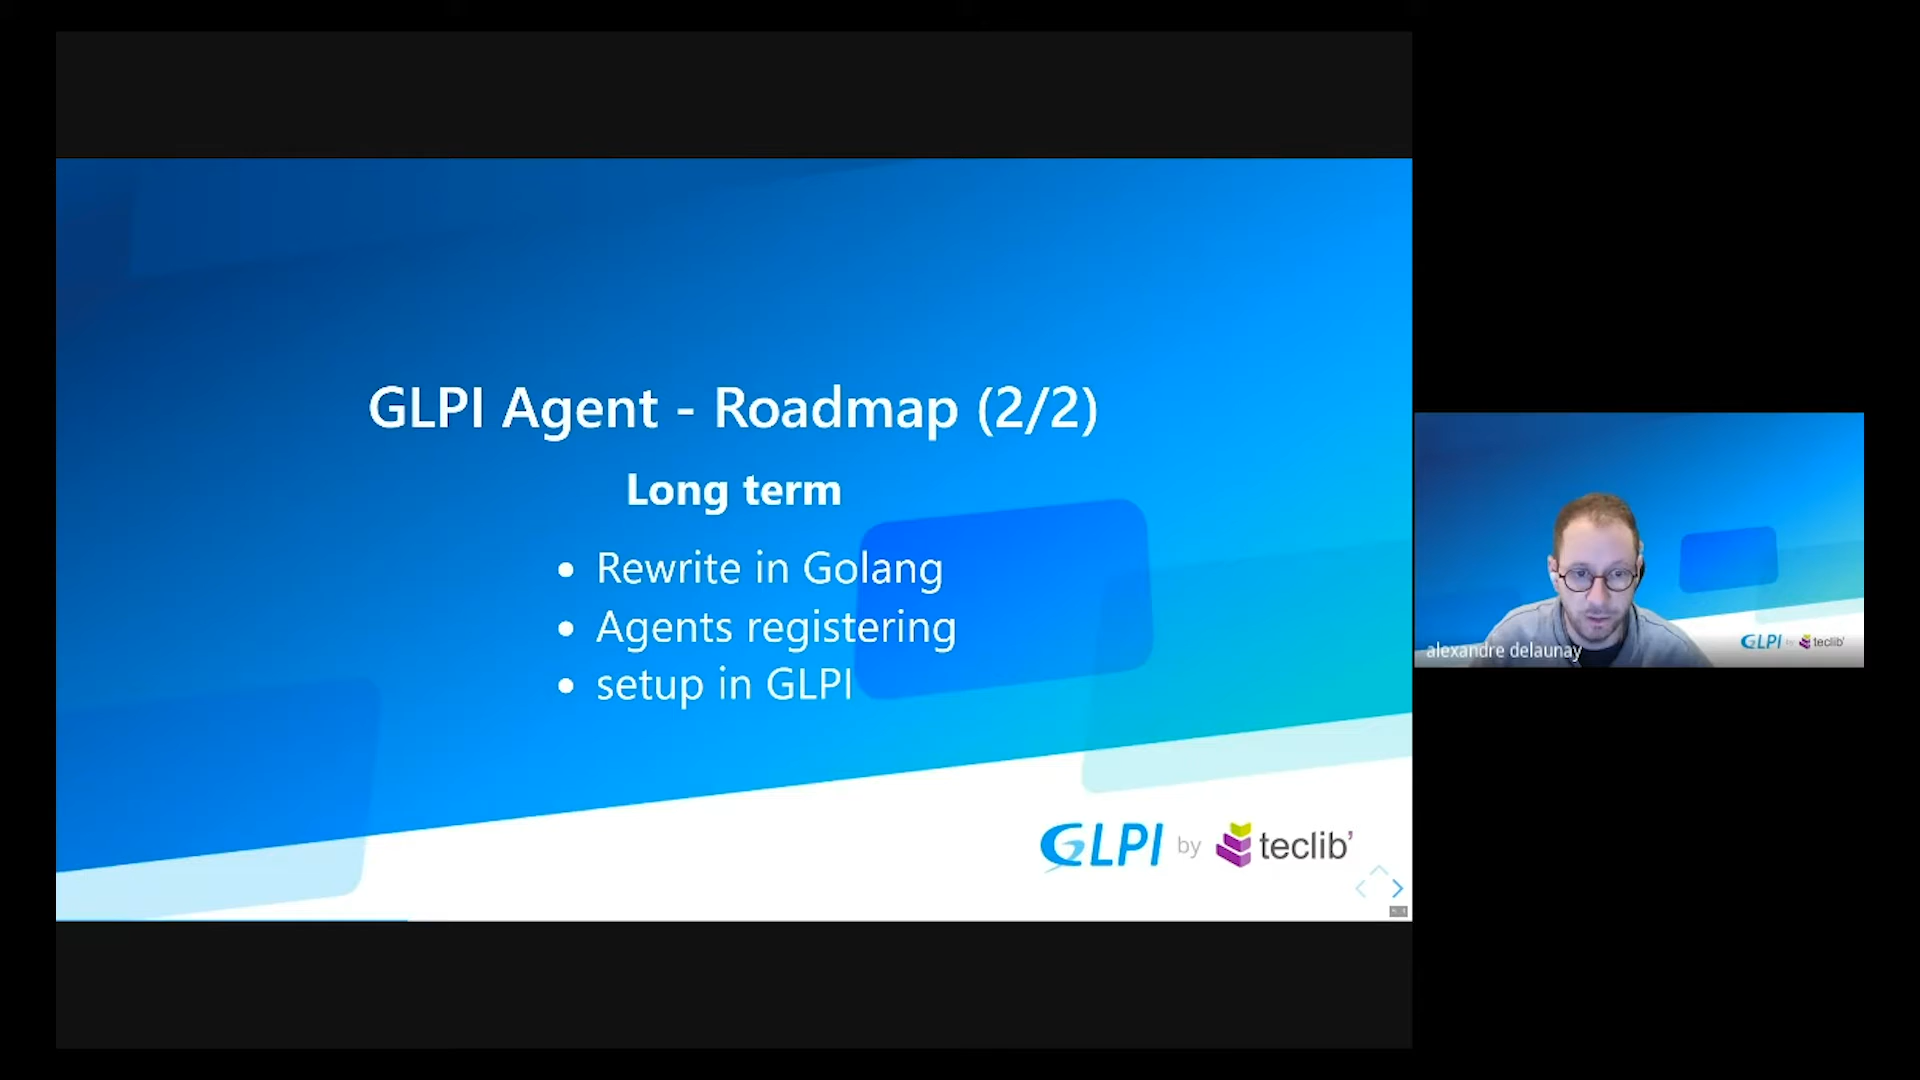 GLPI Agent - Roadmap (2/2)
Long term
• Rewrite in Golang
• Agents registering
• setup in GLPI
GLPI by teclib'
alexandre delaunay
GLPI by teclib'